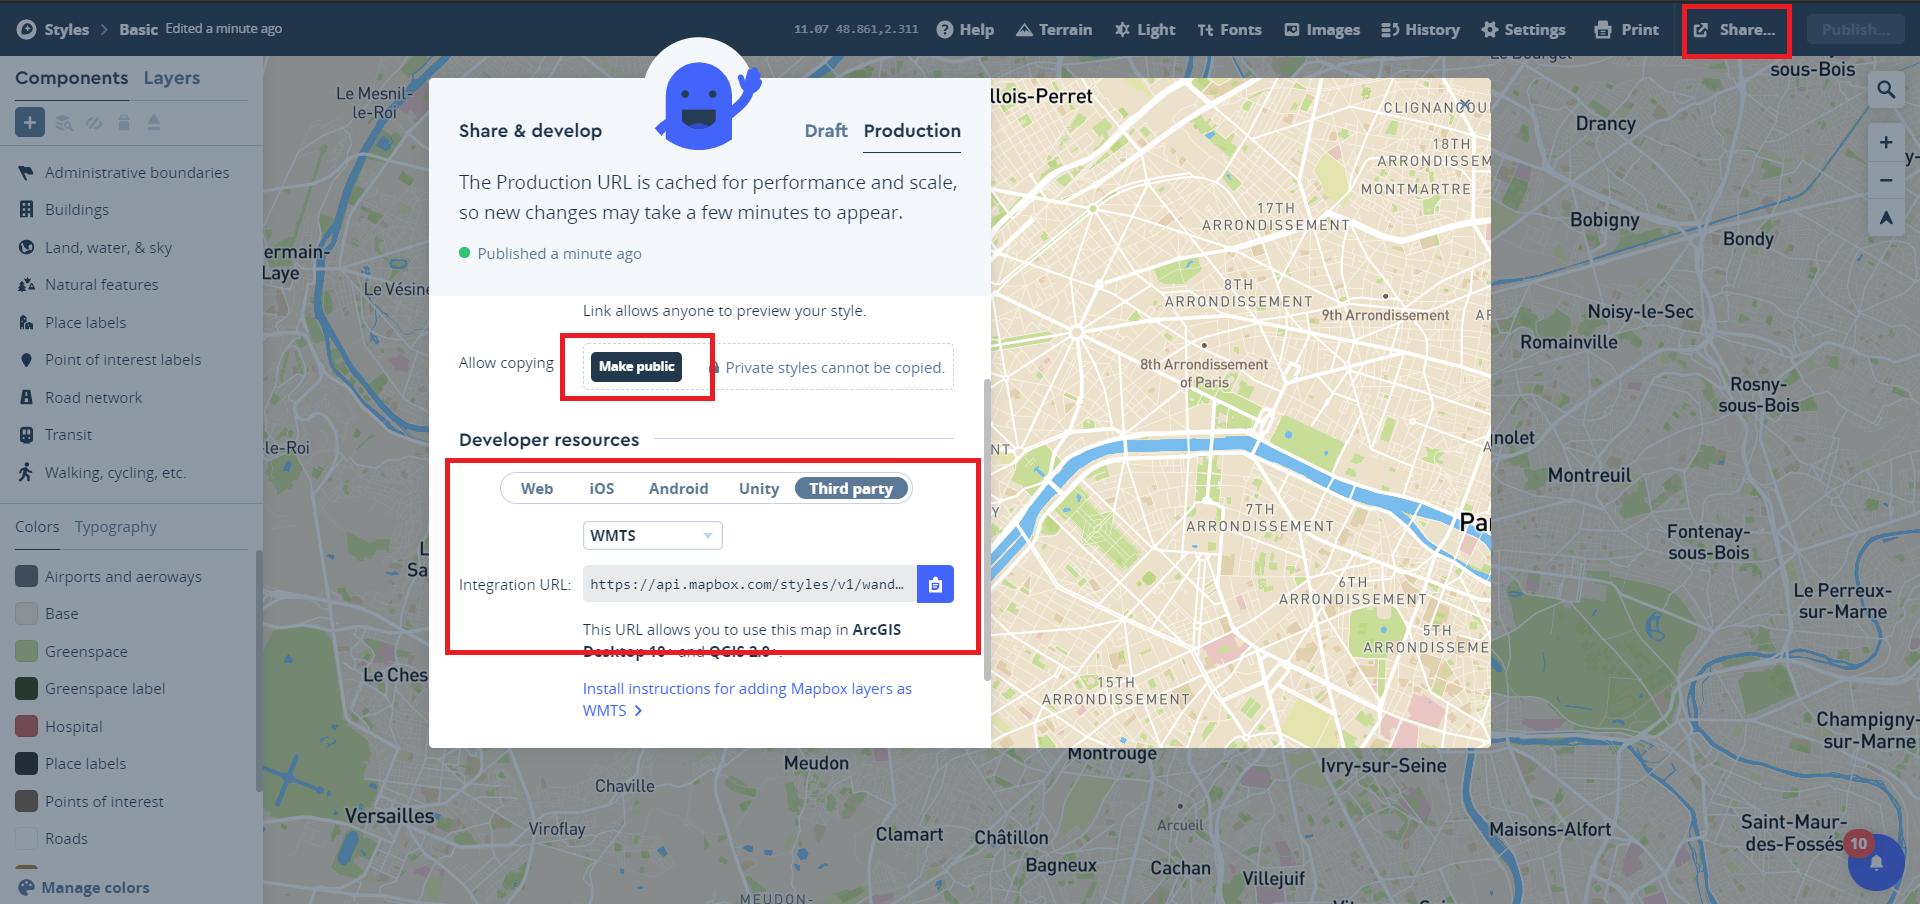 Styles
Basic
Edited a minute ago
11.07 48.861,2.311
Help
Terrain
Light
Fonts
Images
History
Settings
Print
Share...
Publish...
Components
Layers
Administrative boundaries
Buildings
Land, water, & sky
Natural features
Place labels
Point of interest labels
Road network
Transit
Walking, cycling, etc.
Colors
Typography
Airports and aeroways
Base
Greenspace
Greenspace label
Hospital
Place labels
Points of interest
Roads
Manage colors
Share & develop
Draft
Production
The Production URL is cached for performance and scale,
so new changes may take a few minutes to appear.
Published a minute ago
Link allows anyone to preview your style.
Allow copying
Make public
Private styles cannot be copied.
Developer resources
Web
iOS
Android
Unity
Third party
WMTS
Integration URL:
https://api.mapbox.com/styles/v1/wand…
This URL allows you to use this map in ArcGIS
Desktop 10+ and QGIS 2.0+.
Install instructions for adding Mapbox layers as
WMTS
llois-Perret
CLIGNANCOU
18TH
ARRONDISSEM
MONTMARTRE
17TH
ARRONDISSEMENT
8TH
ARRONDISSEMENT
9th Arrondissement
AF
8th Arrondissement
of Paris
NT
Y
7TH
ARRONDISSEMENT
Pa
6TH
ARRONDISSEMENT
5TH
ARRONDISSEME
15TH
ARRONDISSEMENT
Le Mesnil-
le-Roi
ermain-
Laye
Le Vésine
le-Roi
L
Sa
Le Ches
Versailles
Viroflay
Chaville
Meudon
MEUDON-
Clamart
Châtillon
Bagneux
Montrouge
Arcueil
Cachan
Villejuif
Ivry-sur-Seine
Maisons-Alfort
Saint-Maur-
des-Fossés
Champigny-
sur-Marne
Le Perreux-
sur-Marne
Fontenay-
sous-Bois
Montreuil
gnolet
Rosny-
sous-Bois
Romainville
Noisy-le-Sec
Bondy
Bobigny
Drancy
Le Bourget
sous-Bois
10